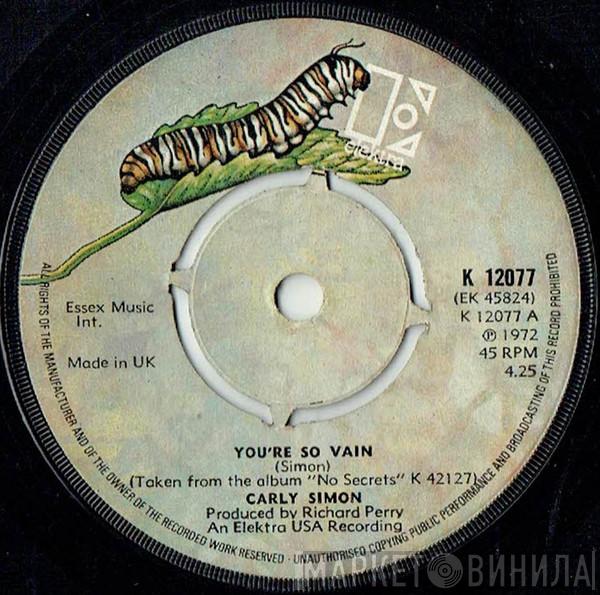 elektra
K 12077
(EK 45824)
K 12077 A
℗ 1972
45 RPM
4.25
Essex Music
Int.
Made in UK
YOU'RE SO VAIN
(Simon)
(Taken from the album "No Secrets" K 42127)
CARLY SIMON
Produced by Richard Perry
An Elektra USA Recording
ALL RIGHTS OF THE MANUFACTURER AND OF THE OWNER OF THE RECORDED WORK RESERVED - UNAUTHORISED COPYING PUBLIC PERFORMANCE AND BROADCASTING OF THIS RECORD PROHIBITED
МАРКЕТ ВИНИЛА